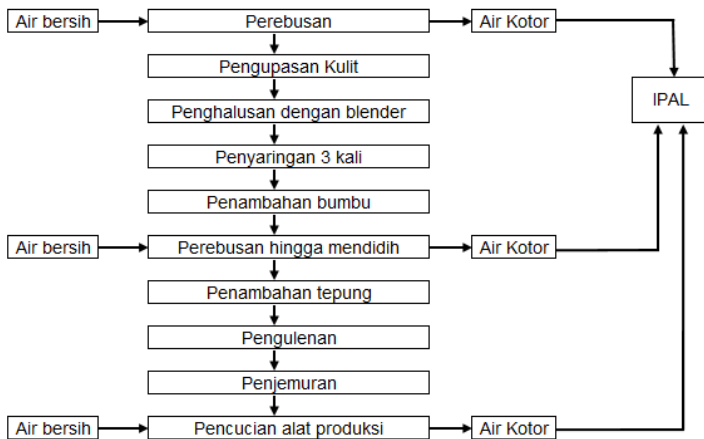 Air bersih
Perebusan
Air Kotor
Pengupasan Kulit
IPAL
Penghalusan dengan blender
Penyaringan 3 kali
Penambahan bumbu
Air bersih
Perebusan hingga mendidih
Air Kotor
Penambahan tepung
Pengulenan
Penjemuran
Air bersih
Pencucian alat produksi
Air Kotor